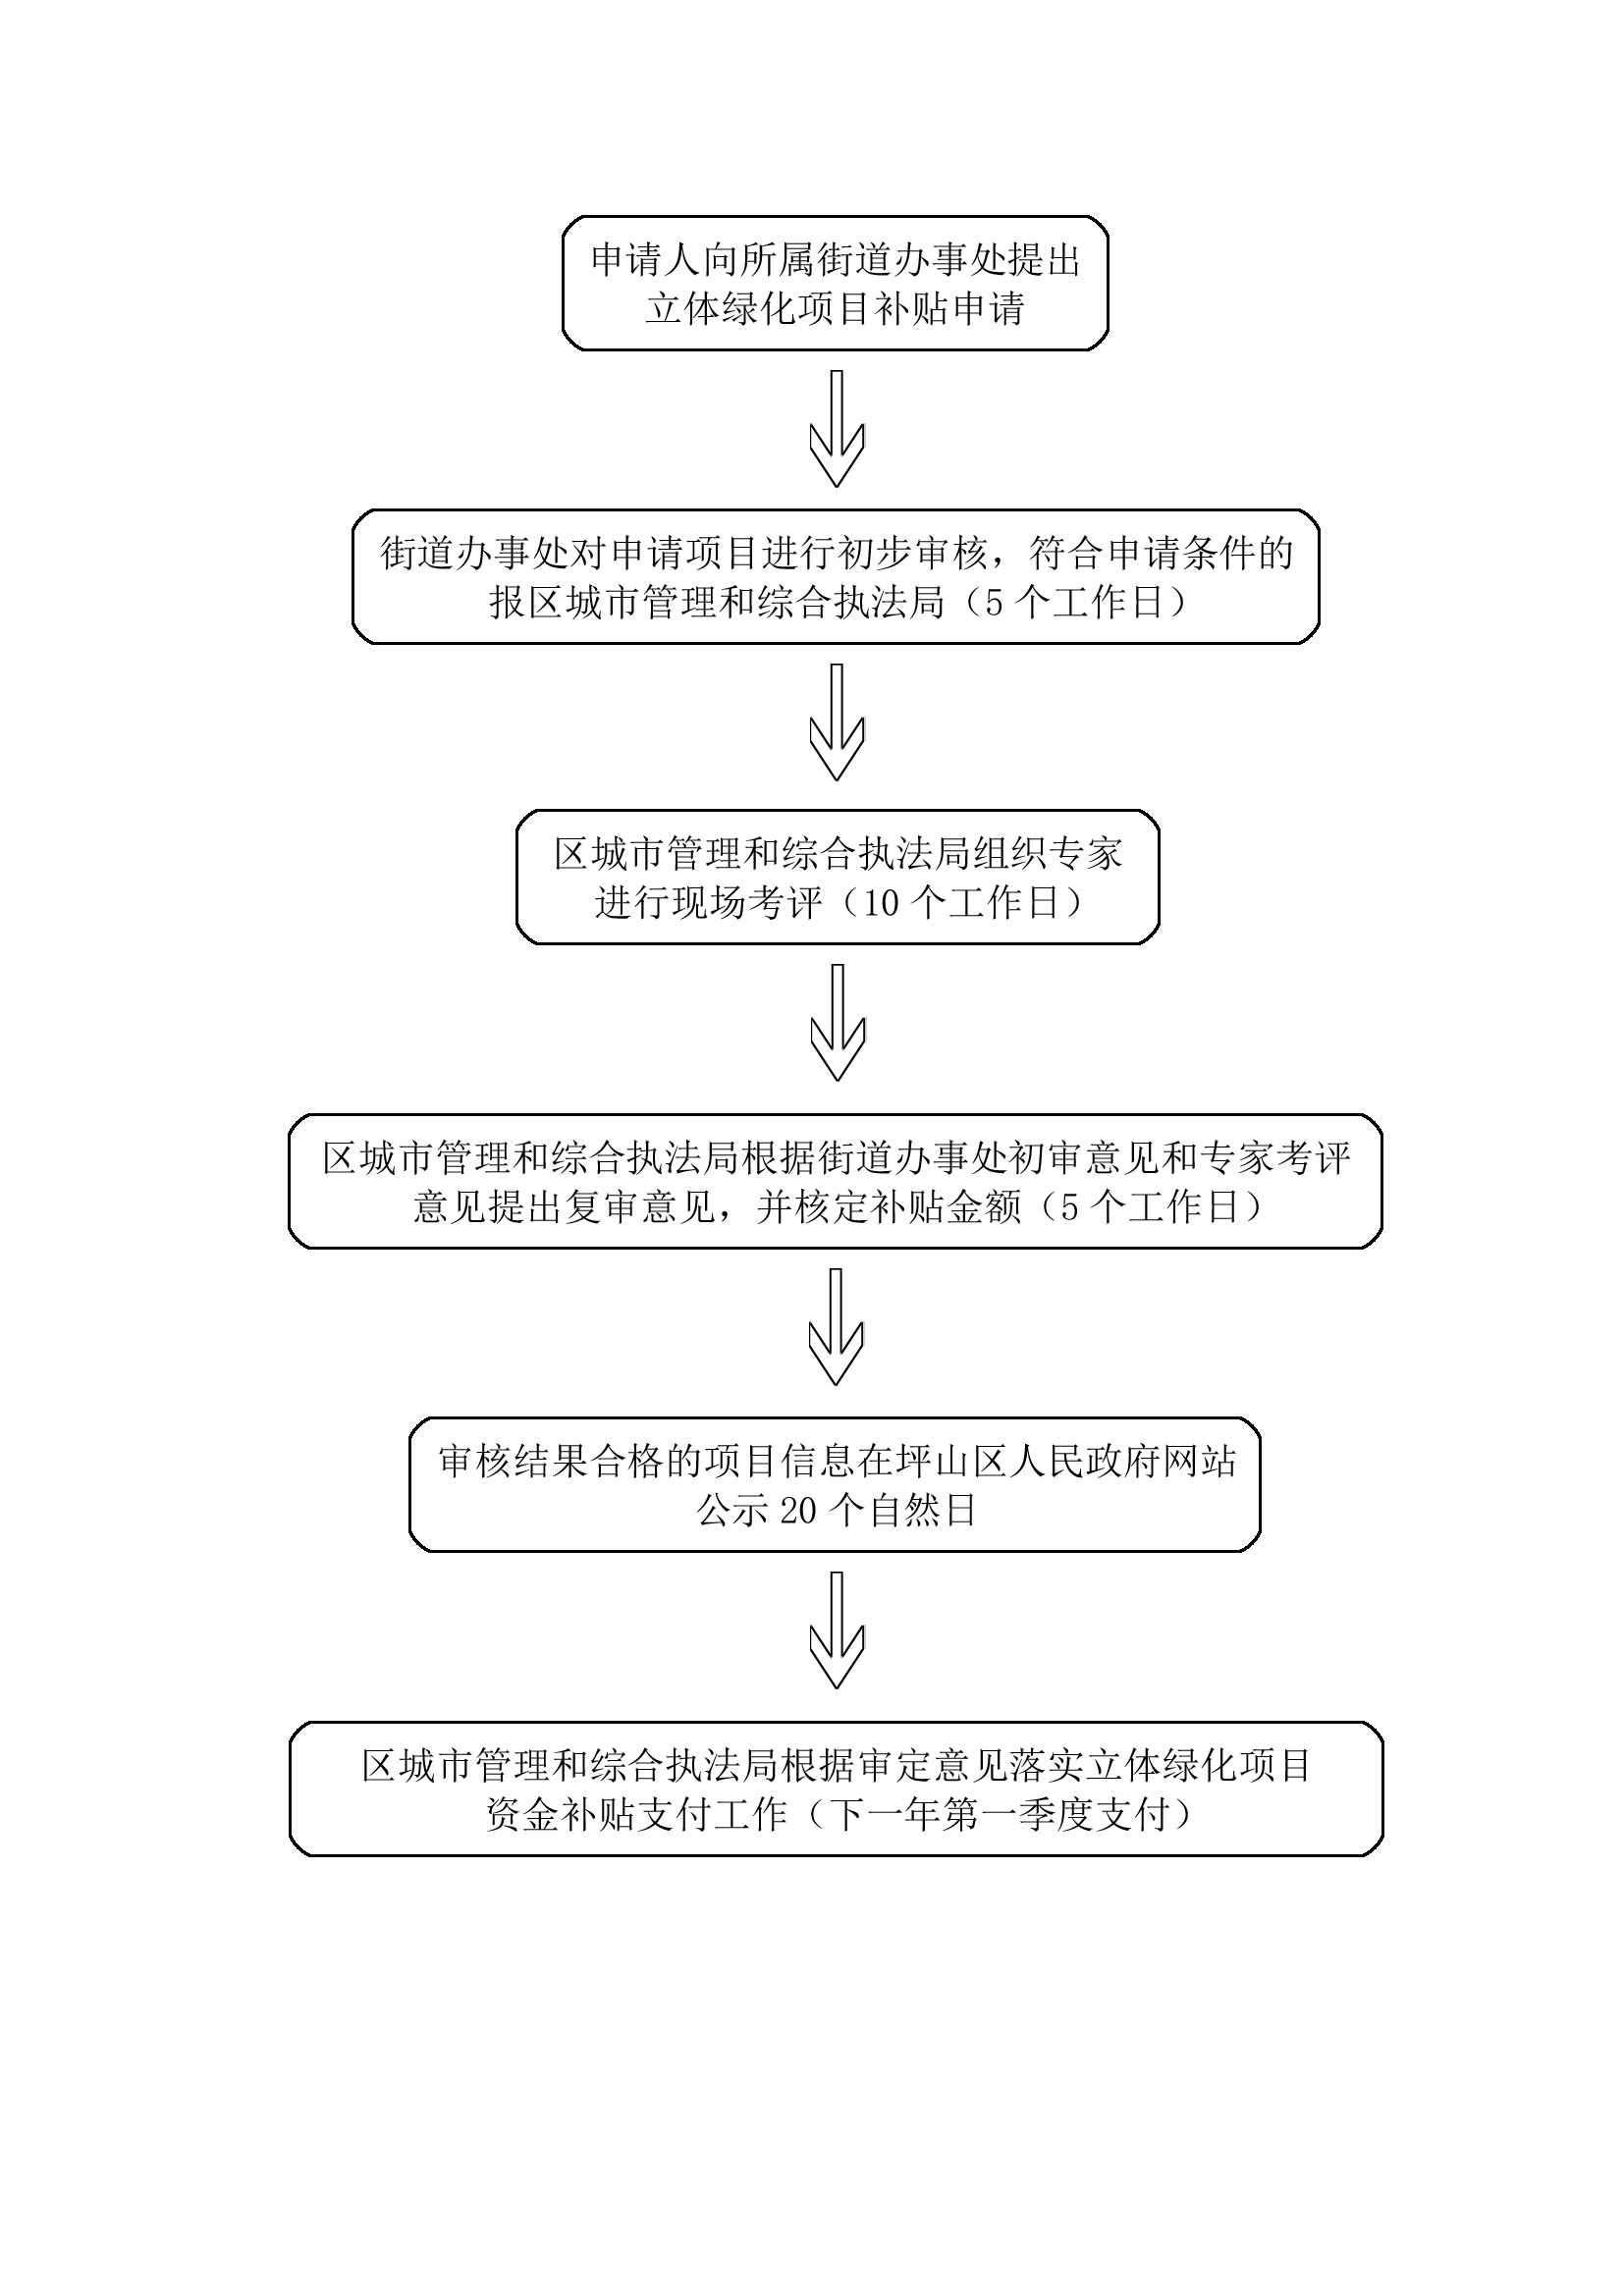 申请人向所属街道办事处提出
立体绿化项目补贴申请
街道办事处对申请项目进行初步审核，符合申请条件的
报区城市管理和综合执法局（5 个工作日）
区城市管理和综合执法局组织专家
进行现场考评（10 个工作日）
区城市管理和综合执法局根据街道办事处初审意见和专家考评
意见提出复审意见，并核定补贴金额（5 个工作日）
审核结果合格的项目信息在坪山区人民政府网站
公示 20 个自然日
区城市管理和综合执法局根据审定意见落实立体绿化项目
资金补贴支付工作（下一年第一季度支付）